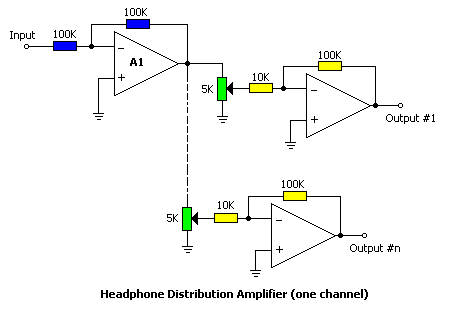 Input
100K
100K
−
+
A1
5K
10K
100K
−
+
Output #1
5K
10K
100K
−
+
Output #n
Headphone Distribution Amplifier (one channel)